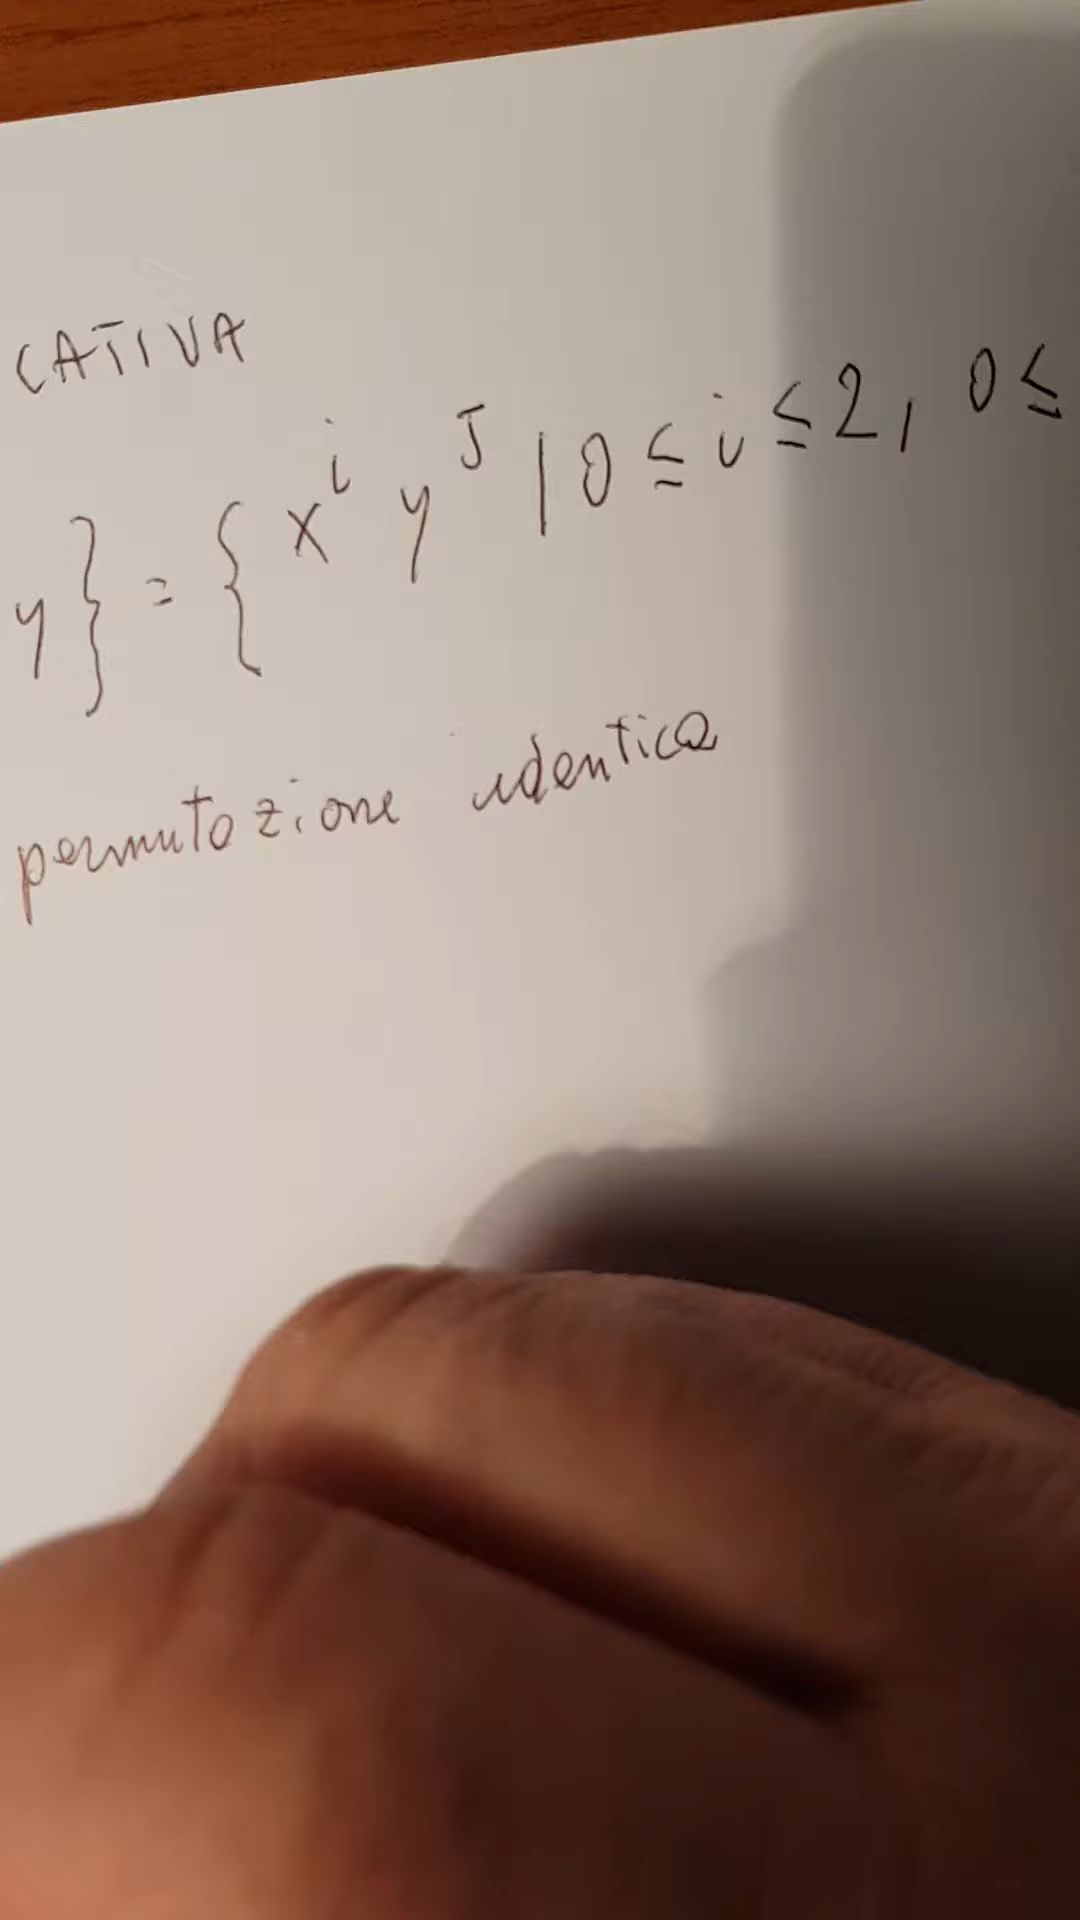 CATIVA
y} = {x^i y^J | 0 ≤ i ≤ 2, 0 ≤
permutazione identica